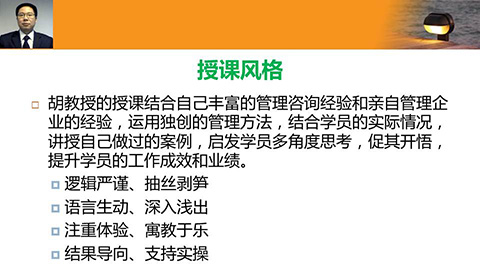 授课风格
胡教授的授课结合自己丰富的管理咨询经验和亲自管理企
业的经验，运用独创的管理方法，结合学员的实际情况，
讲授自己做过的案例，启发学员多角度思考，促其开悟，
提升学员的工作成效和业绩。
逻辑严谨、抽丝剥笋
语言生动、深入浅出
注重体验、寓教于乐
结果导向、支持实操